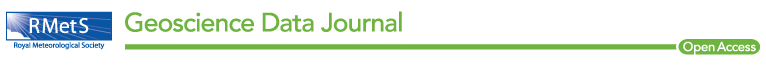 RMetS
Royal Meteorological Society
Geoscience Data Journal
Open Access